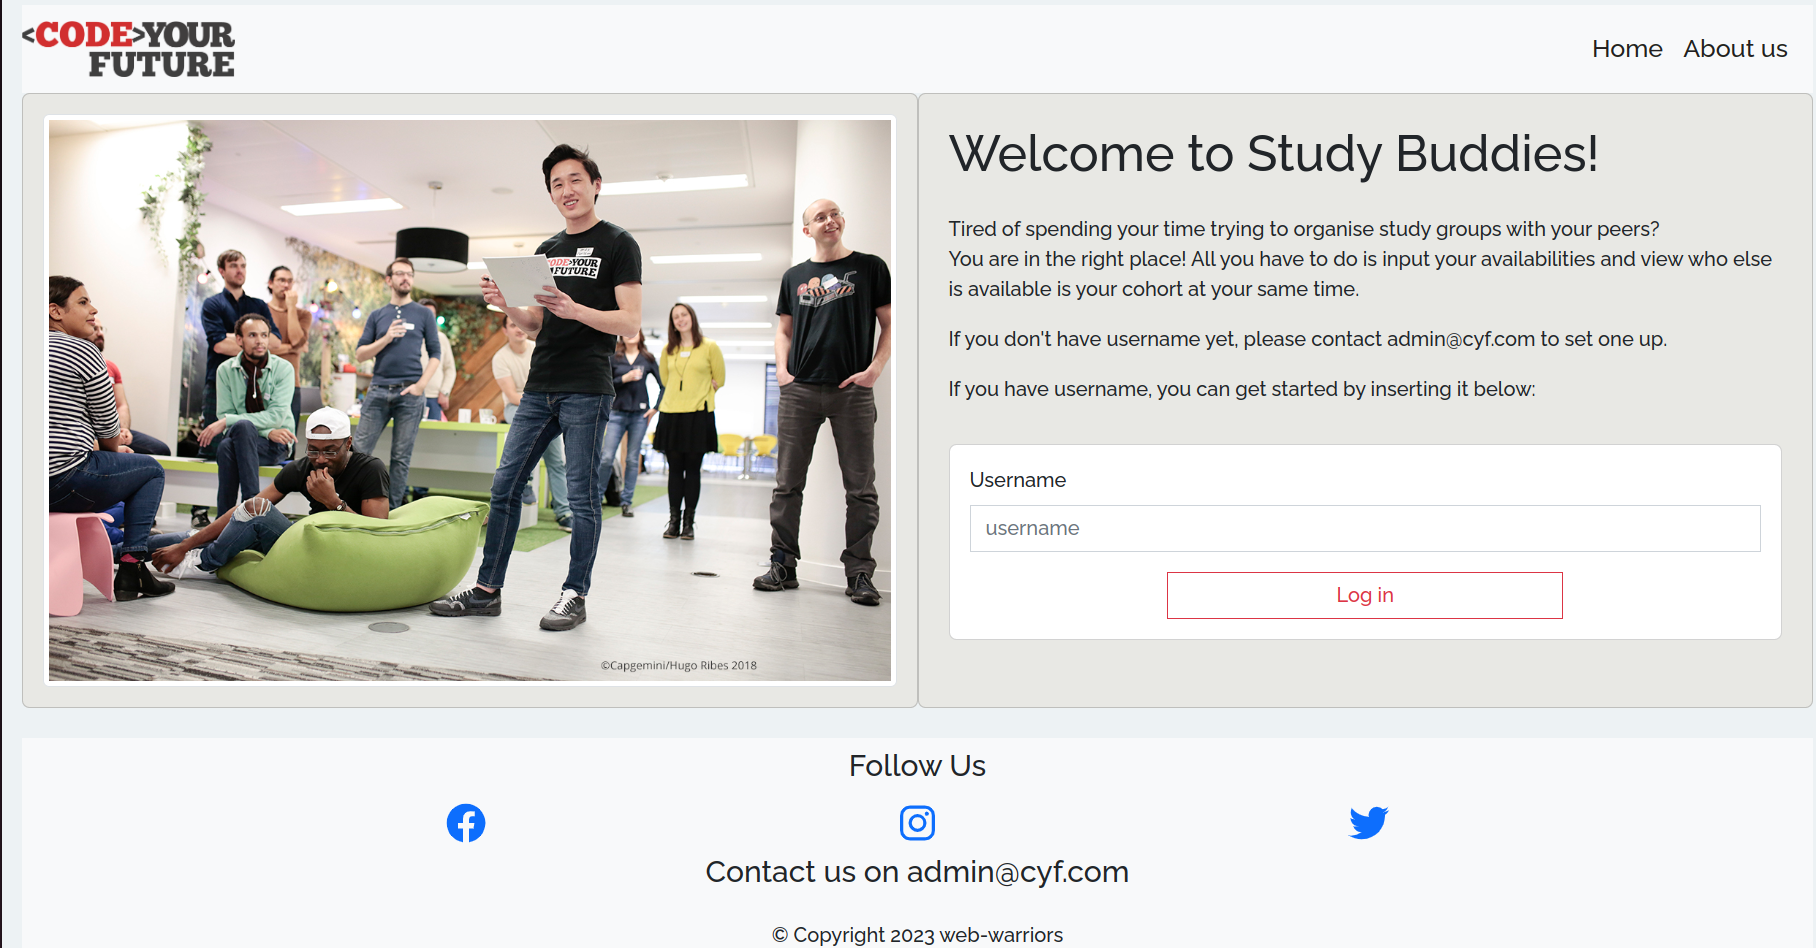 <CODE>YOUR
FUTURE
Home About us
CODE>YOUR
FUTURE
©Capgemini/Hugo Ribes 2018
Welcome to Study Buddies!
Tired of spending your time trying to organise study groups with your peers?
You are in the right place! All you have to do is input your availabilities and view who else
is available is your cohort at your same time.
If you don't have username yet, please contact admin@cyf.com to set one up.
If you have username, you can get started by inserting it below:
Username
username
Log in
Follow Us
Contact us on admin@cyf.com
© Copyright 2023 web-warriors